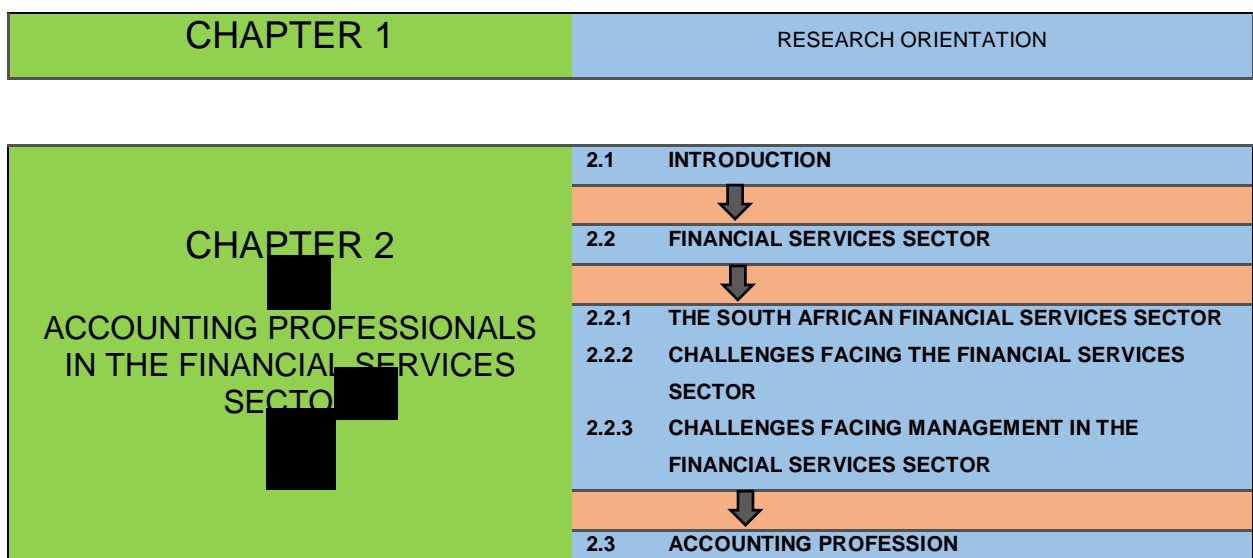 CHAPTER 1
RESEARCH ORIENTATION
CHAPTER 2
ACCOUNTING PROFESSIONALS
IN THE FINANCIAL SERVICES
2.1 INTRODUCTION
2.2 FINANCIAL SERVICES SECTOR
2.2.1 THE SOUTH AFRICAN FINANCIAL SERVICES SECTOR
2.2.2 CHALLENGES FACING THE FINANCIAL SERVICES
SECTOR
2.2.3 CHALLENGES FACING MANAGEMENT IN THE
FINANCIAL SERVICES SECTOR
2.3 ACCOUNTING PROFESSION